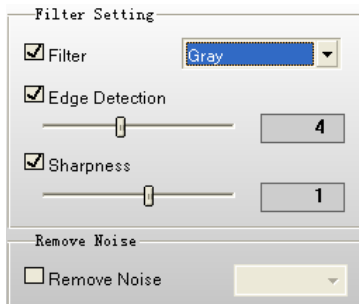 Filter Setting
Filter Gray
Edge Detection
4
Sharpness
1
Remove Noise
Remove Noise